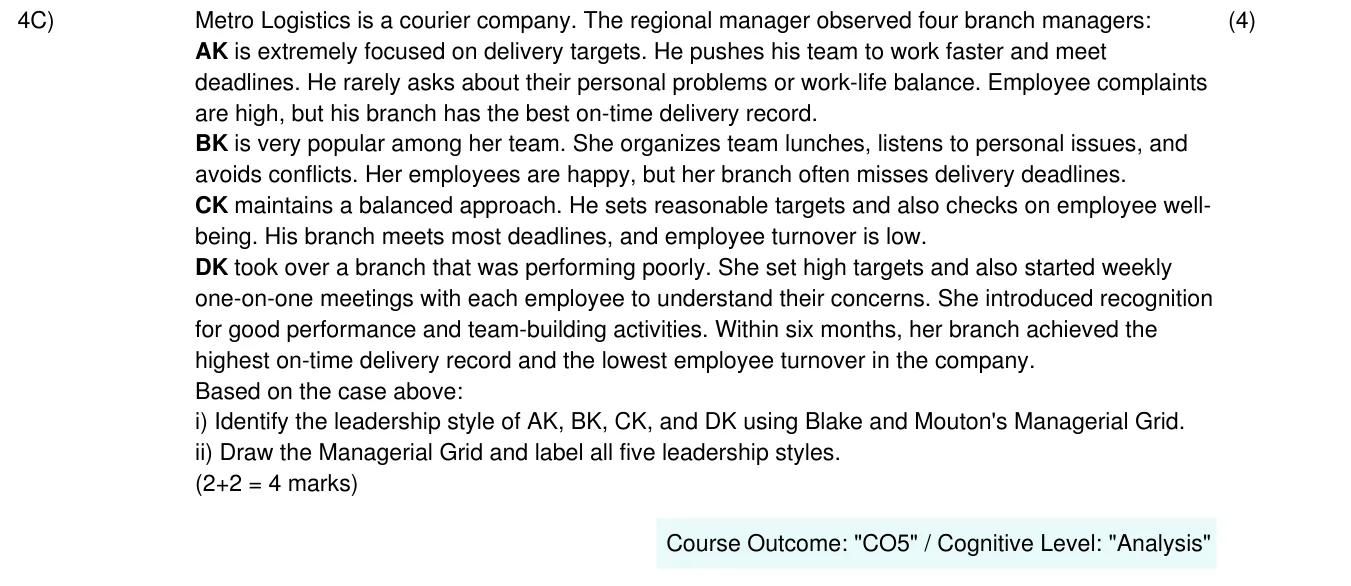 4C) Metro Logistics is a courier company. The regional manager observed four branch managers: (4)
AK is extremely focused on delivery targets. He pushes his team to work faster and meet
deadlines. He rarely asks about their personal problems or work-life balance. Employee complaints
are high, but his branch has the best on-time delivery record.
BK is very popular among her team. She organizes team lunches, listens to personal issues, and
avoids conflicts. Her employees are happy, but her branch often misses delivery deadlines.
CK maintains a balanced approach. He sets reasonable targets and also checks on employee well-
being. His branch meets most deadlines, and employee turnover is low.
DK took over a branch that was performing poorly. She set high targets and also started weekly
one-on-one meetings with each employee to understand their concerns. She introduced recognition
for good performance and team-building activities. Within six months, her branch achieved the
highest on-time delivery record and the lowest employee turnover in the company.
Based on the case above:
i) Identify the leadership style of AK, BK, CK, and DK using Blake and Mouton's Managerial Grid.
ii) Draw the Managerial Grid and label all five leadership styles.
(2+2 = 4 marks)
Course Outcome: "CO5" / Cognitive Level: "Analysis"